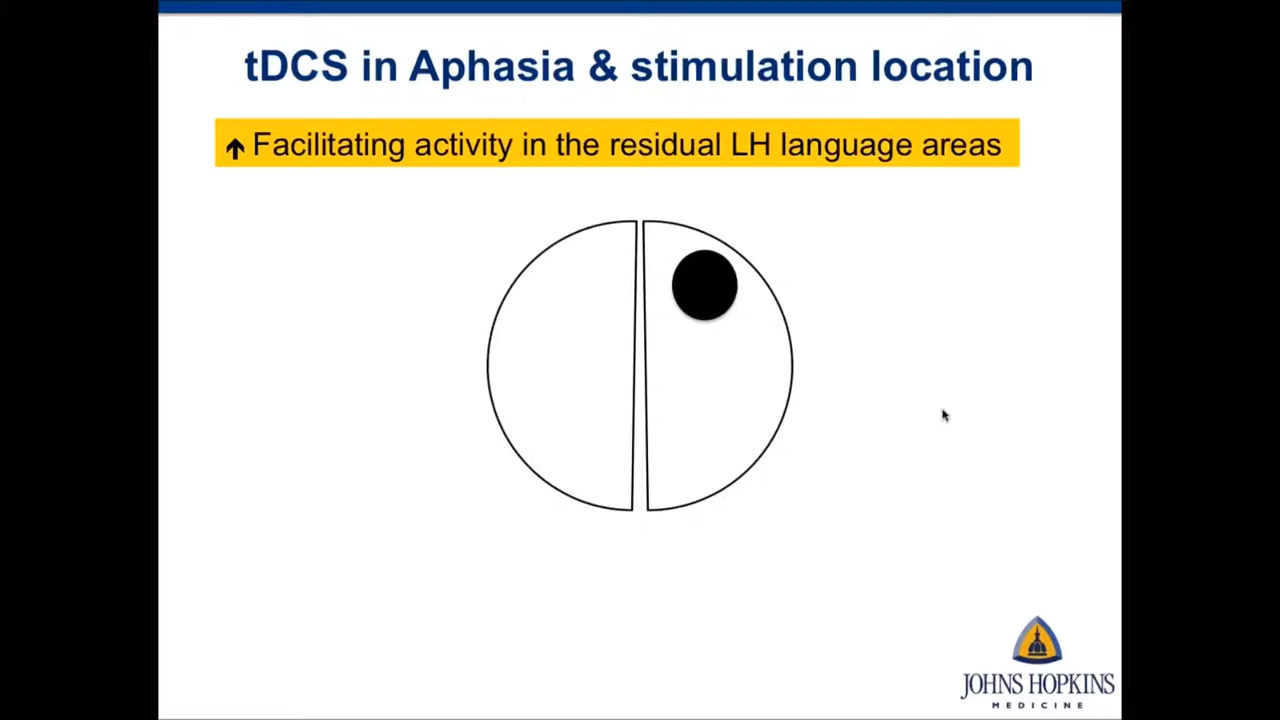 tDCS in Aphasia & stimulation location
↑ Facilitating activity in the residual LH language areas
JOHNS HOPKINS
MEDICINE